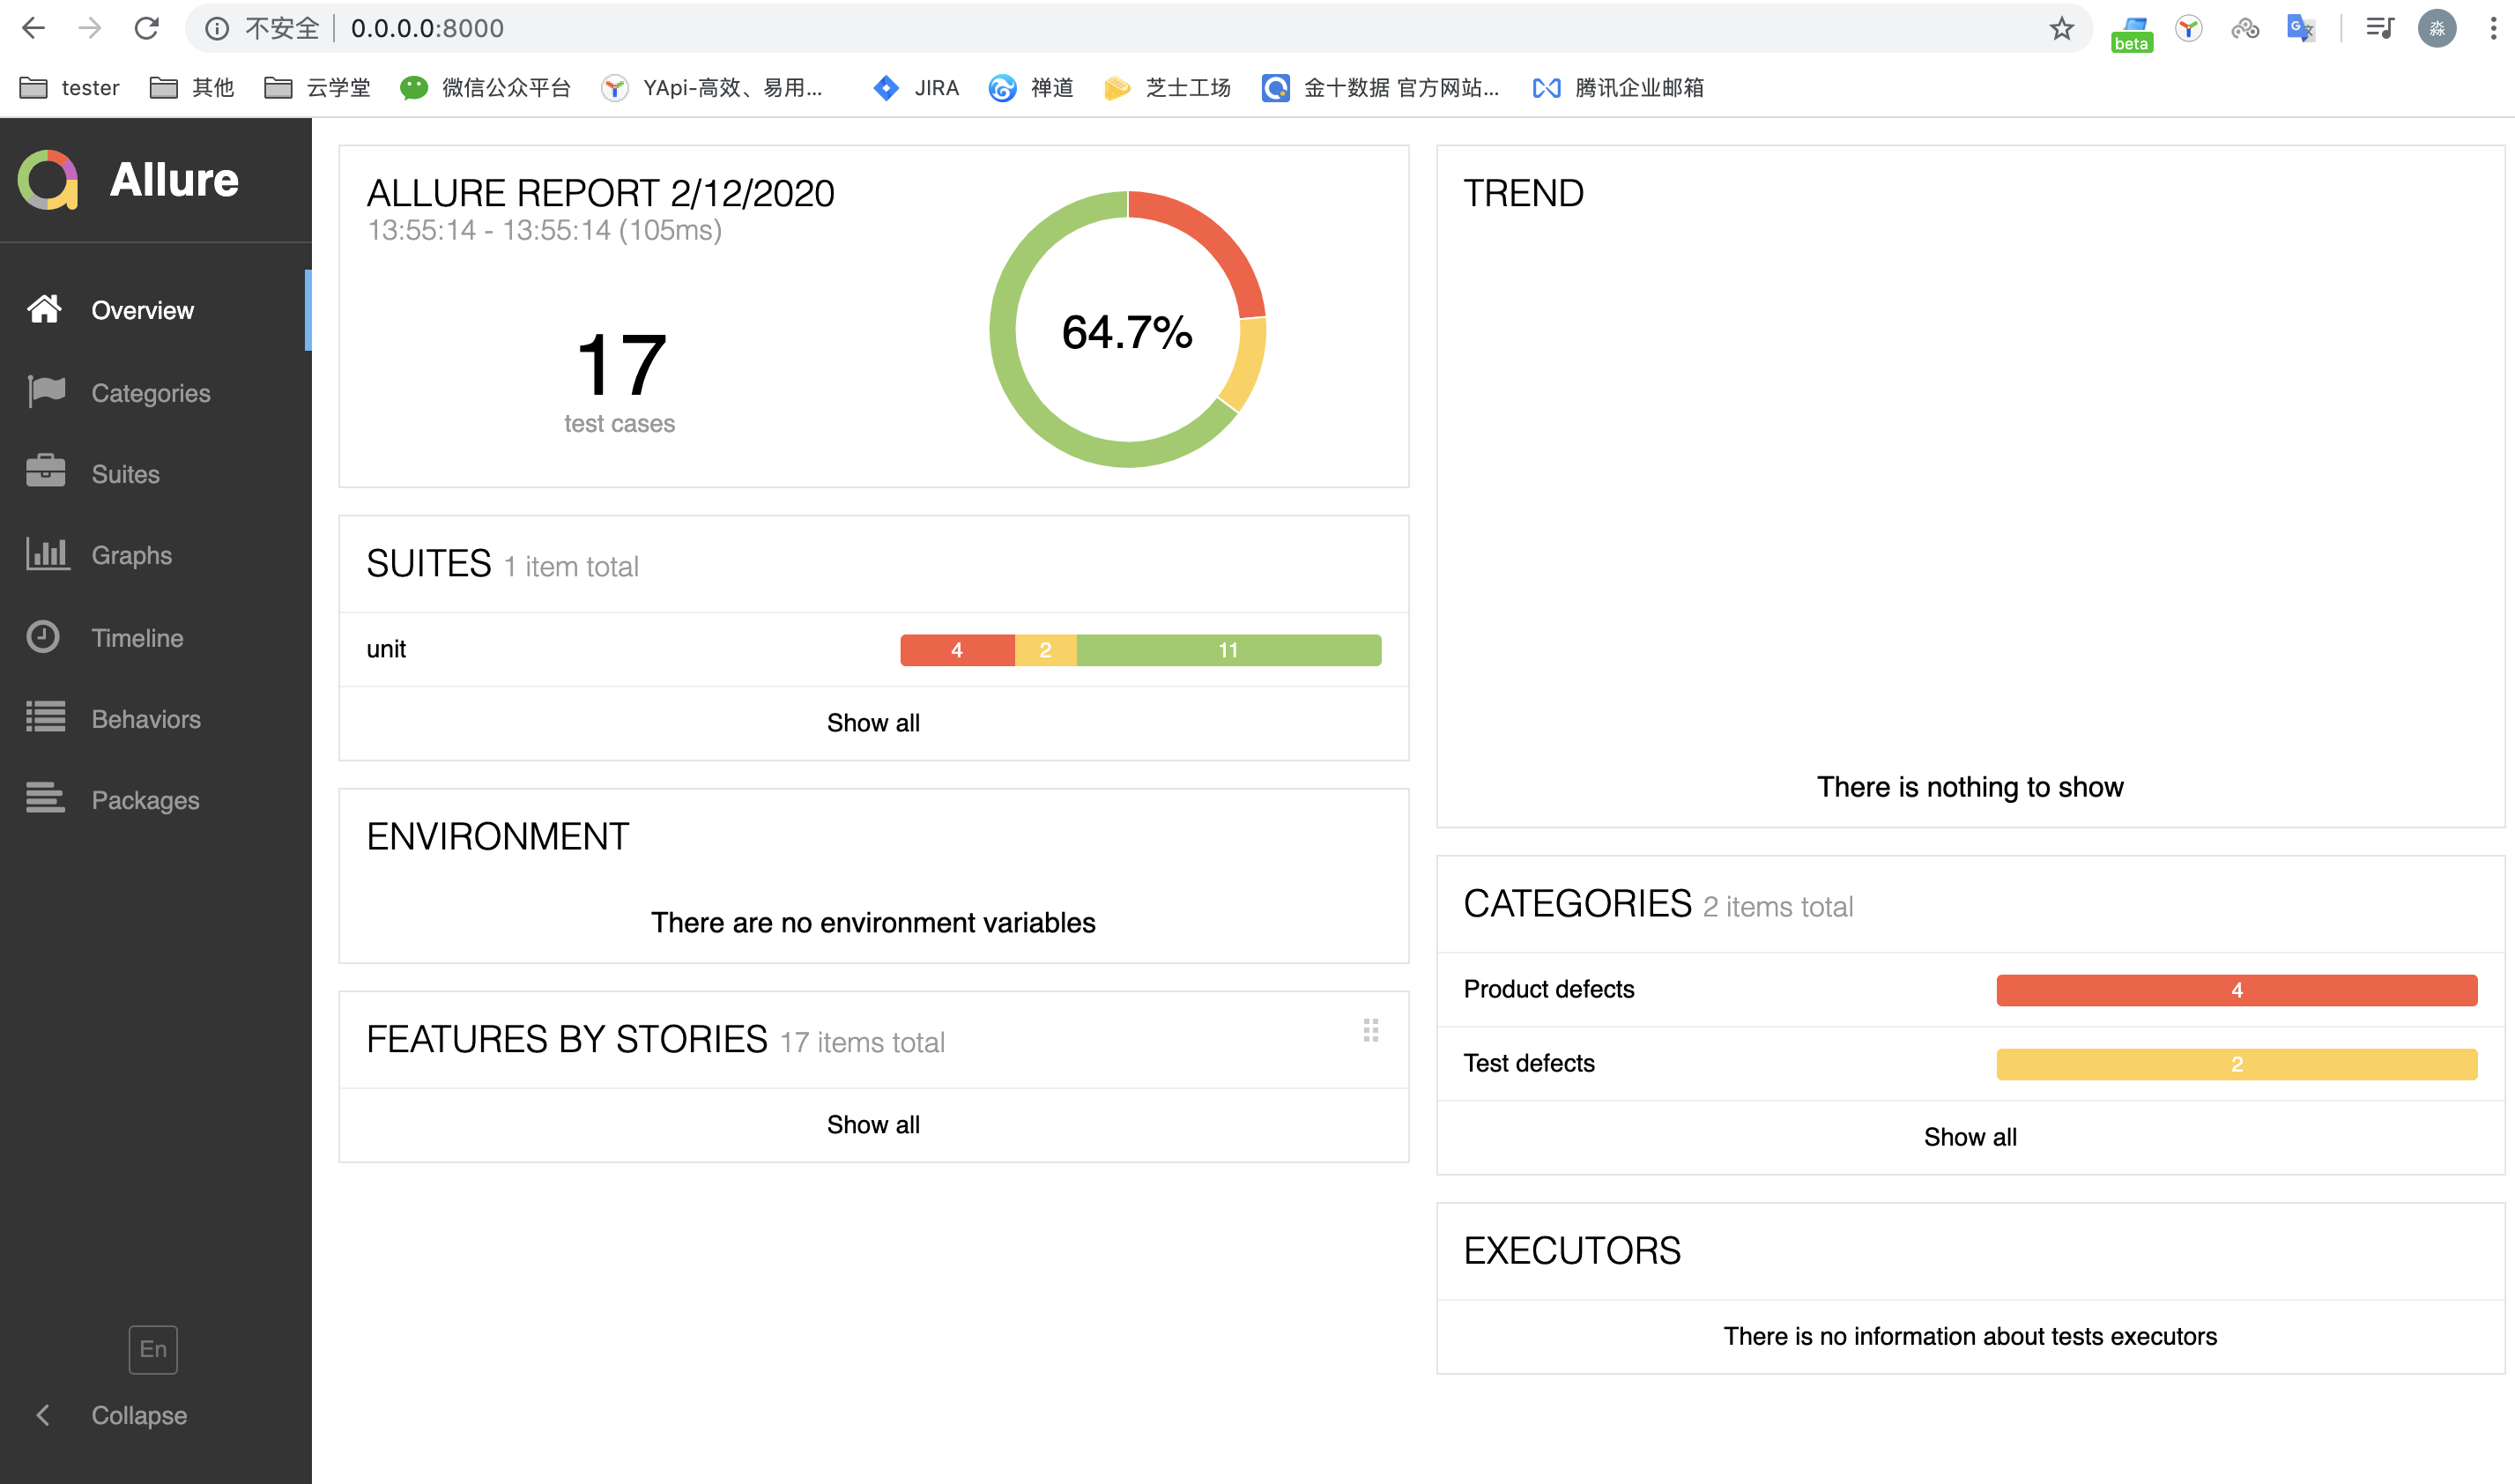 不安全 0.0.0.0:8000
beta
淼
tester 其他 云学堂 微信公众平台 YApi-高效、易用... JIRA 禅道 芝士工场 金十数据 官方网站... 腾讯企业邮箱
Allure
Overview
Categories
Suites
Graphs
Timeline
Behaviors
Packages
En
Collapse
ALLURE REPORT 2/12/2020
13:55:14 - 13:55:14 (105ms)
17
test cases
64.7%
SUITES 1 item total
unit 4 2 11
Show all
ENVIRONMENT
There are no environment variables
FEATURES BY STORIES 17 items total
Show all
TREND
There is nothing to show
CATEGORIES 2 items total
Product defects 4
Test defects 2
Show all
EXECUTORS
There is no information about tests executors